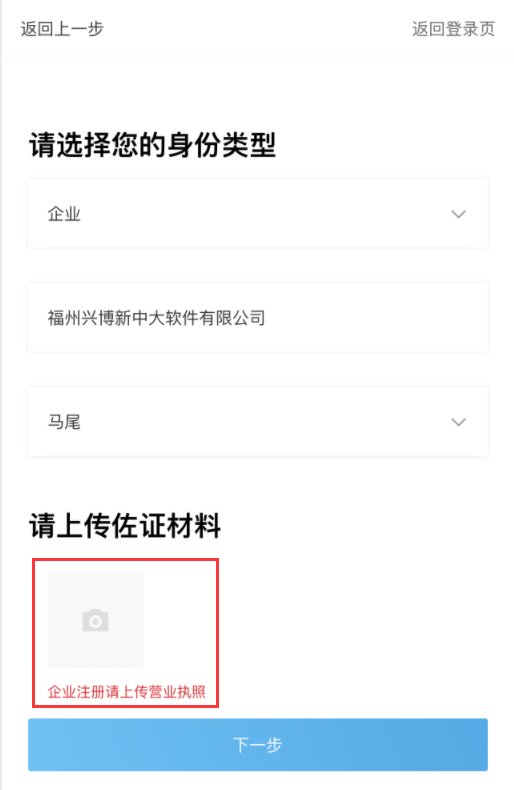 返回上一步
返回登录页
请选择您的身份类型
企业
福州兴博新中大软件有限公司
马尾
请上传佐证材料
企业注册请上传营业执照
下一步